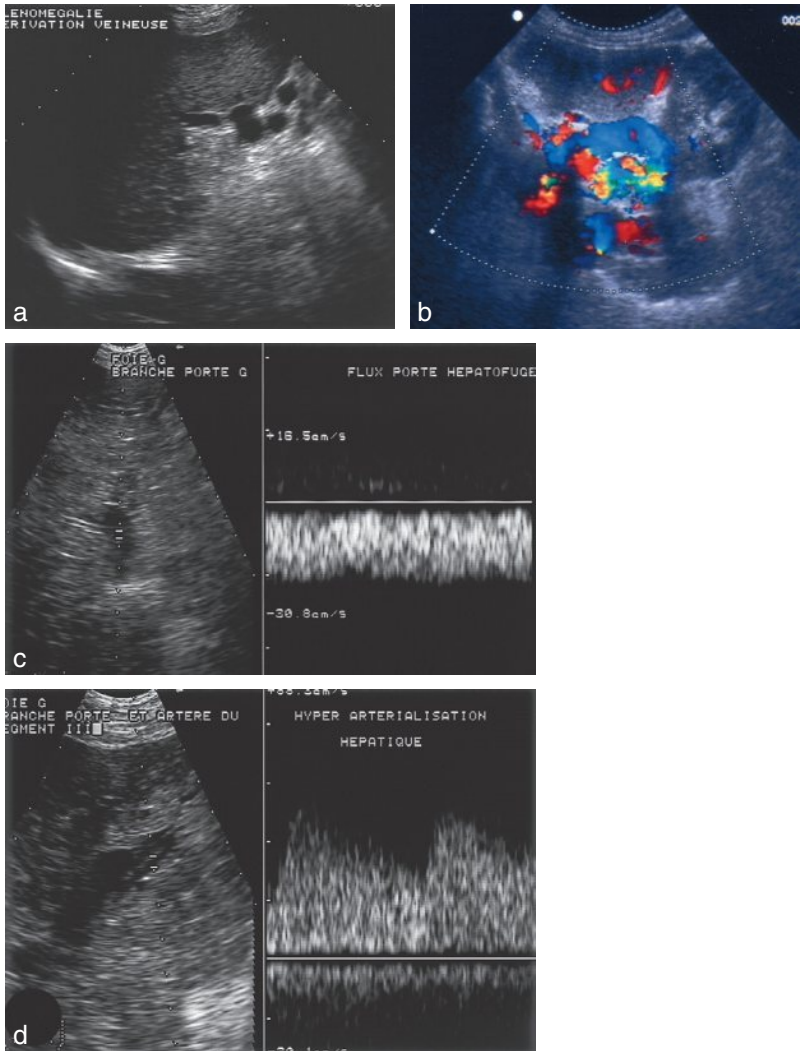 LENOMEGALIE
ERIVATION VEINEUSE
a
002
b
FOIE G
BRANCHE PORTE G
FLUX PORTE HEPATOFUGE
+16.5cm/s
-30.8cm/s
c
OIE G
RANCHE PORTE ET ARTERE DU
EGMENT III
HYPER ARTERIALISATION
HEPATIQUE
d